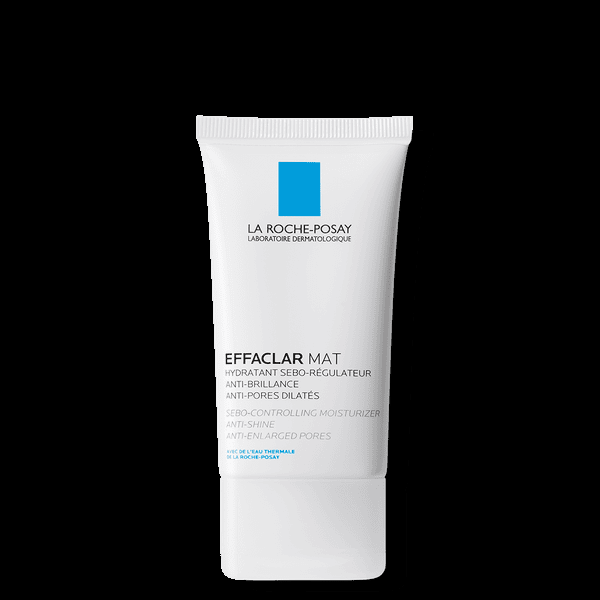 LA ROCHE-POSAY
LABORATOIRE DERMATOLOGIQUE
EFFACLAR MAT
HYDRATANT SEBO-RÉGULATEUR
ANTI-BRILLANCE
ANTI-PORES DILATÉS
SEBO-CONTROLLING MOISTURIZER
ANTI-SHINE
ANTI-ENLARGED PORES
AVEC DE L'EAU THERMALE
DE LA ROCHE-POSAY